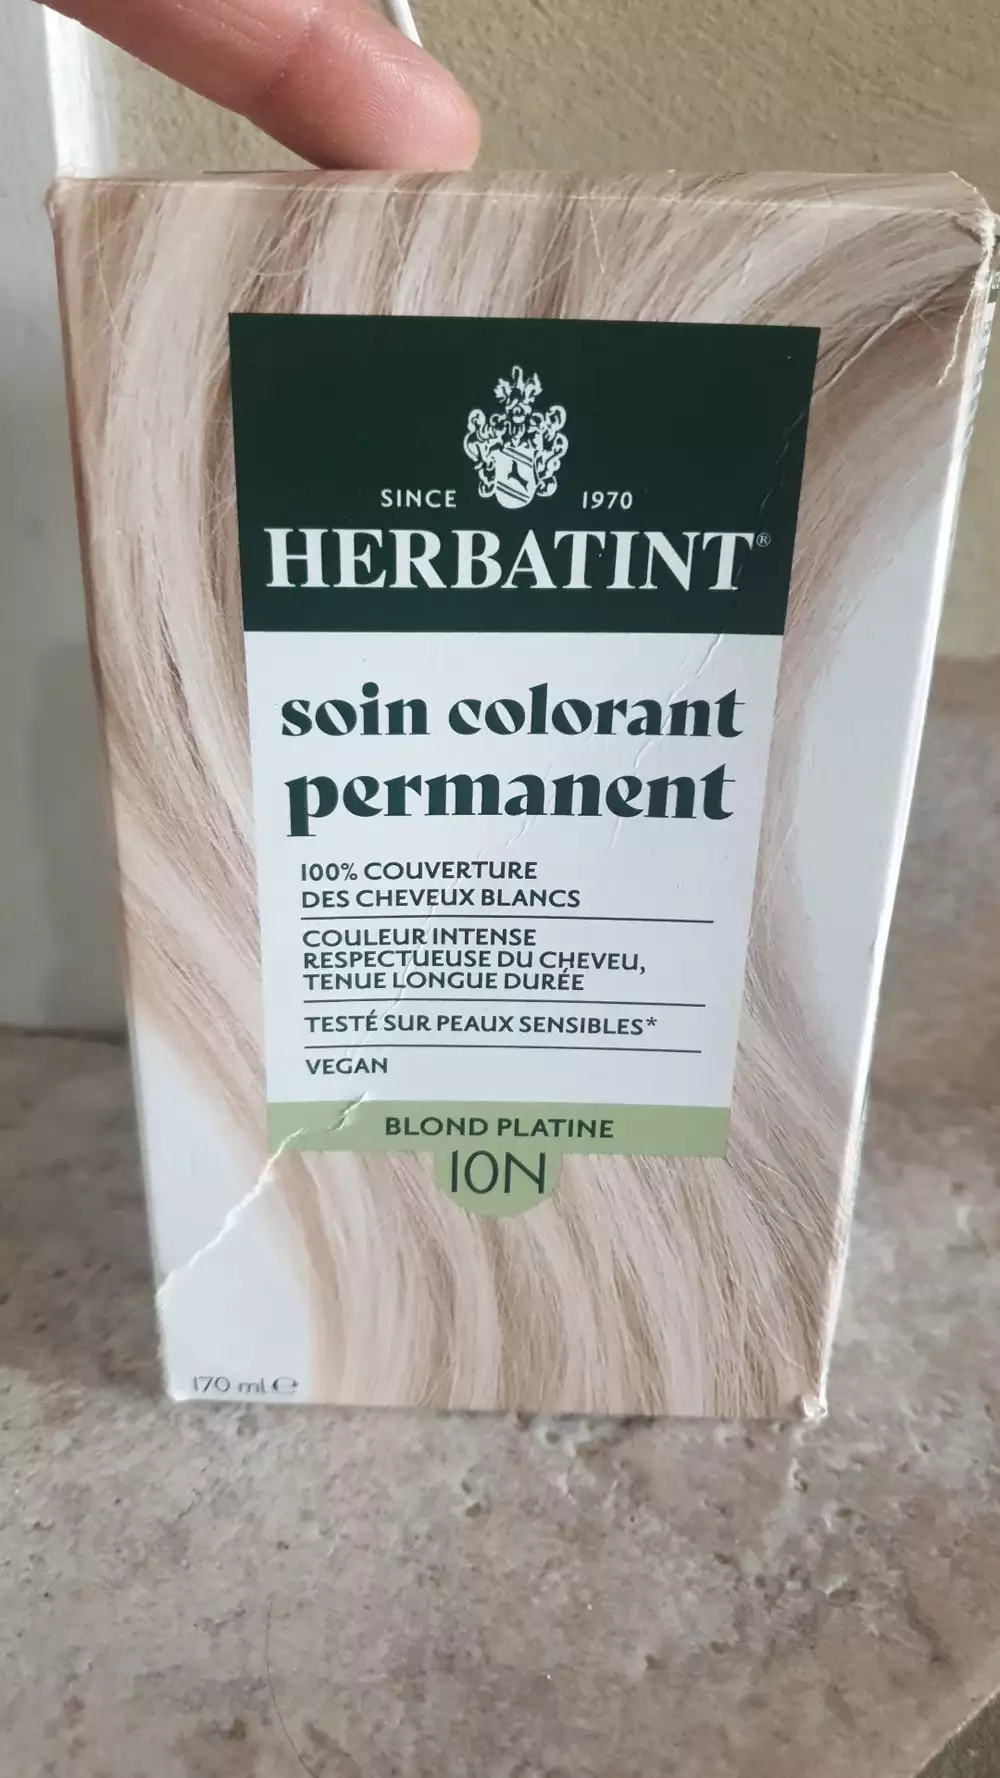 SINCE 1970
HERBATINT®
soin colorant
permanent
100% COUVERTURE
DES CHEVEUX BLANCS
COULEUR INTENSE
RESPECTUEUSE DU CHEVEU,
TENUE LONGUE DURÉE
TESTÉ SUR PEAUX SENSIBLES*
VEGAN
BLOND PLATINE
10N
170 ml ℮